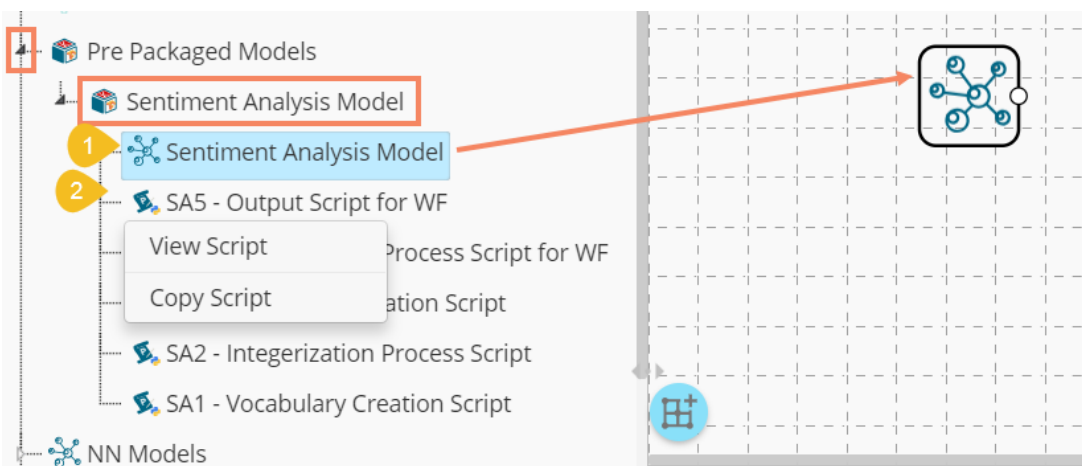 Pre Packaged Models
Sentiment Analysis Model
1
Sentiment Analysis Model
2
SA5 - Output Script for WF
View Script
Process Script for WF
Copy Script
ation Script
SA2 - Integerization Process Script
SA1 - Vocabulary Creation Script
NN Models